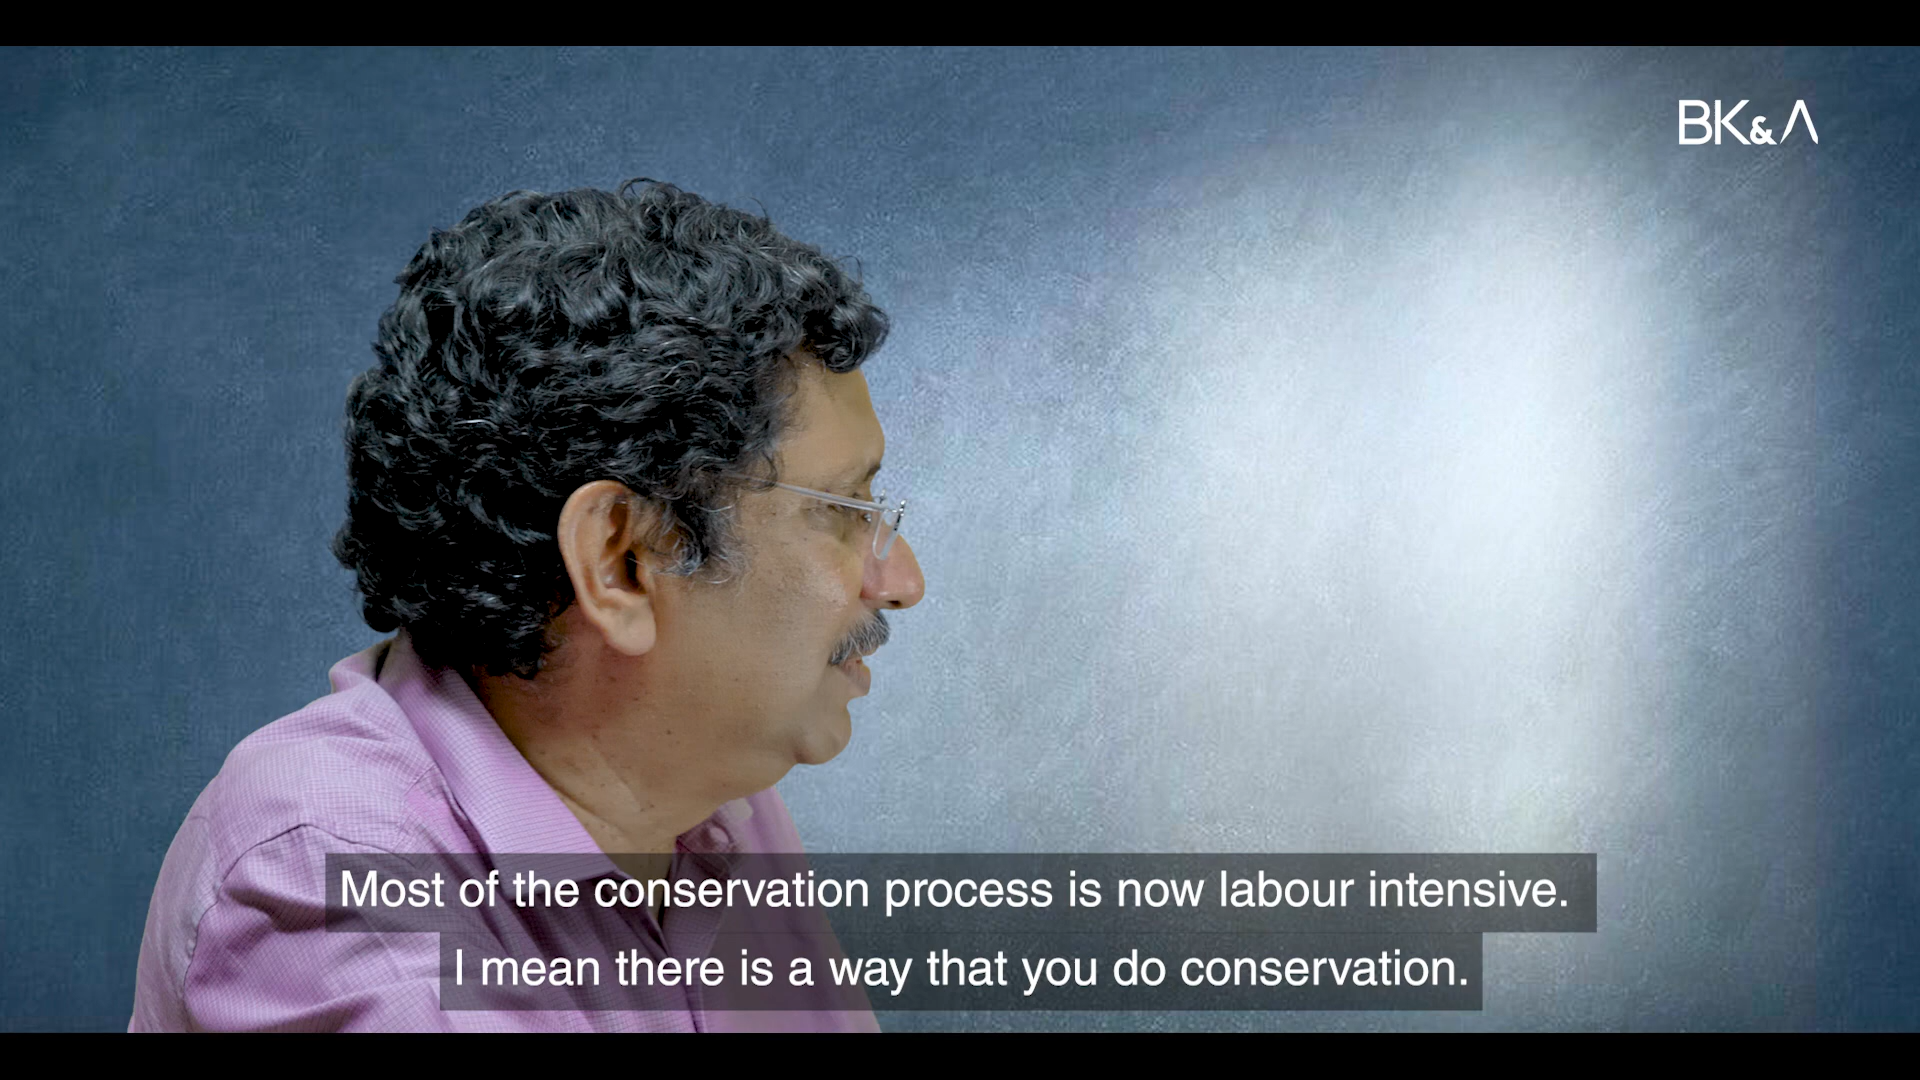 BK&A
Most of the conservation process is now labour intensive.
I mean there is a way that you do conservation.